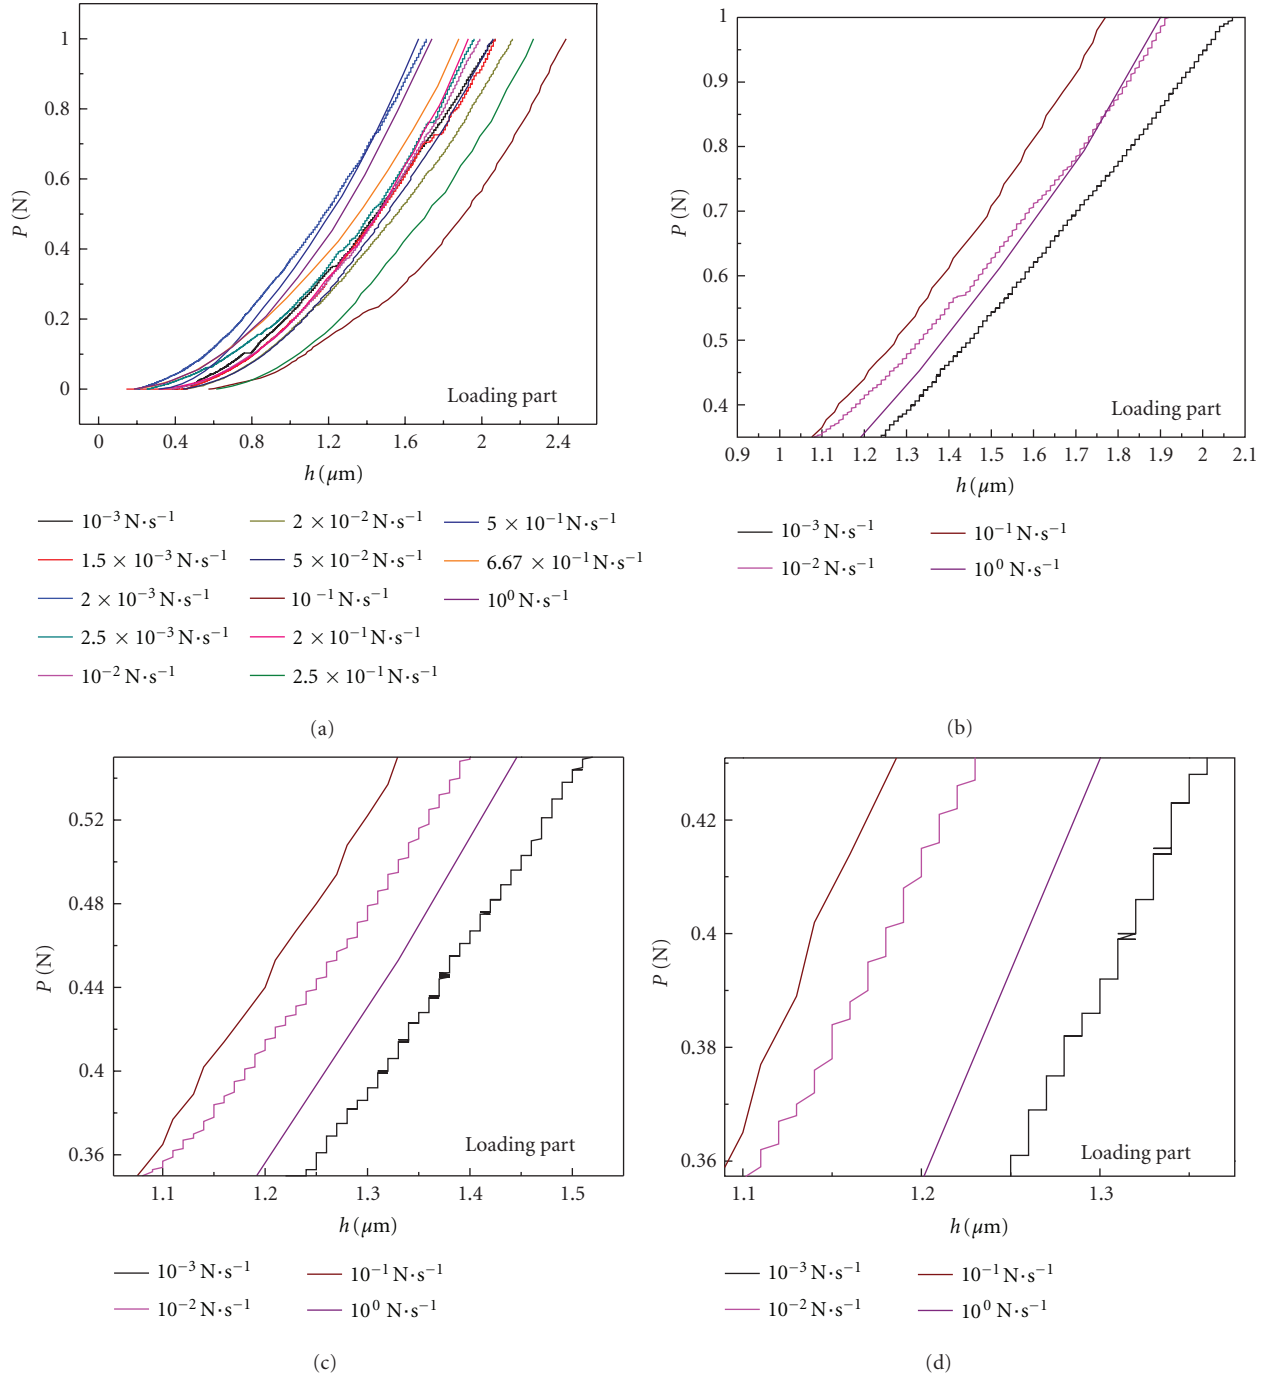 1
0.8
0.6
0.4
0.2
0
P (N)
0 0.4 0.8 1.2 1.6 2 2.4
h (μm)
Loading part
10⁻³ N·s⁻¹
1.5 × 10⁻³ N·s⁻¹
2 × 10⁻³ N·s⁻¹
2.5 × 10⁻³ N·s⁻¹
10⁻² N·s⁻¹
2 × 10⁻² N·s⁻¹
5 × 10⁻² N·s⁻¹
10⁻¹ N·s⁻¹
2 × 10⁻¹ N·s⁻¹
2.5 × 10⁻¹ N·s⁻¹
5 × 10⁻¹ N·s⁻¹
6.67 × 10⁻¹ N·s⁻¹
10⁰ N·s⁻¹
(a)
1
0.9
0.8
0.7
0.6
0.5
0.4
P (N)
0.9 1 1.1 1.2 1.3 1.4 1.5 1.6 1.7 1.8 1.9 2 2.1
h (μm)
Loading part
10⁻³ N·s⁻¹
10⁻² N·s⁻¹
10⁻¹ N·s⁻¹
10⁰ N·s⁻¹
(b)
0.52
0.48
0.44
0.4
0.36
P (N)
1.1 1.2 1.3 1.4 1.5
h (μm)
Loading part
10⁻³ N·s⁻¹
10⁻² N·s⁻¹
10⁻¹ N·s⁻¹
10⁰ N·s⁻¹
(c)
0.42
0.4
0.38
0.36
P (N)
1.1 1.2 1.3
h (μm)
Loading part
10⁻³ N·s⁻¹
10⁻² N·s⁻¹
10⁻¹ N·s⁻¹
10⁰ N·s⁻¹
(d)